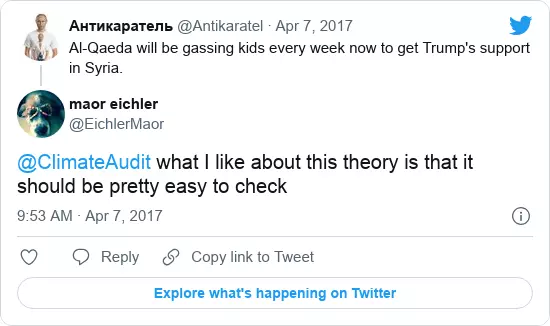 Антикаратель @Antikaratel · Apr 7, 2017
Al-Qaeda will be gassing kids every week now to get Trump's support
in Syria.
maor eichler
@EichlerMaor
@ClimateAudit what I like about this theory is that it
should be pretty easy to check
9:53 AM · Apr 7, 2017
Reply
Copy link to Tweet
Explore what's happening on Twitter